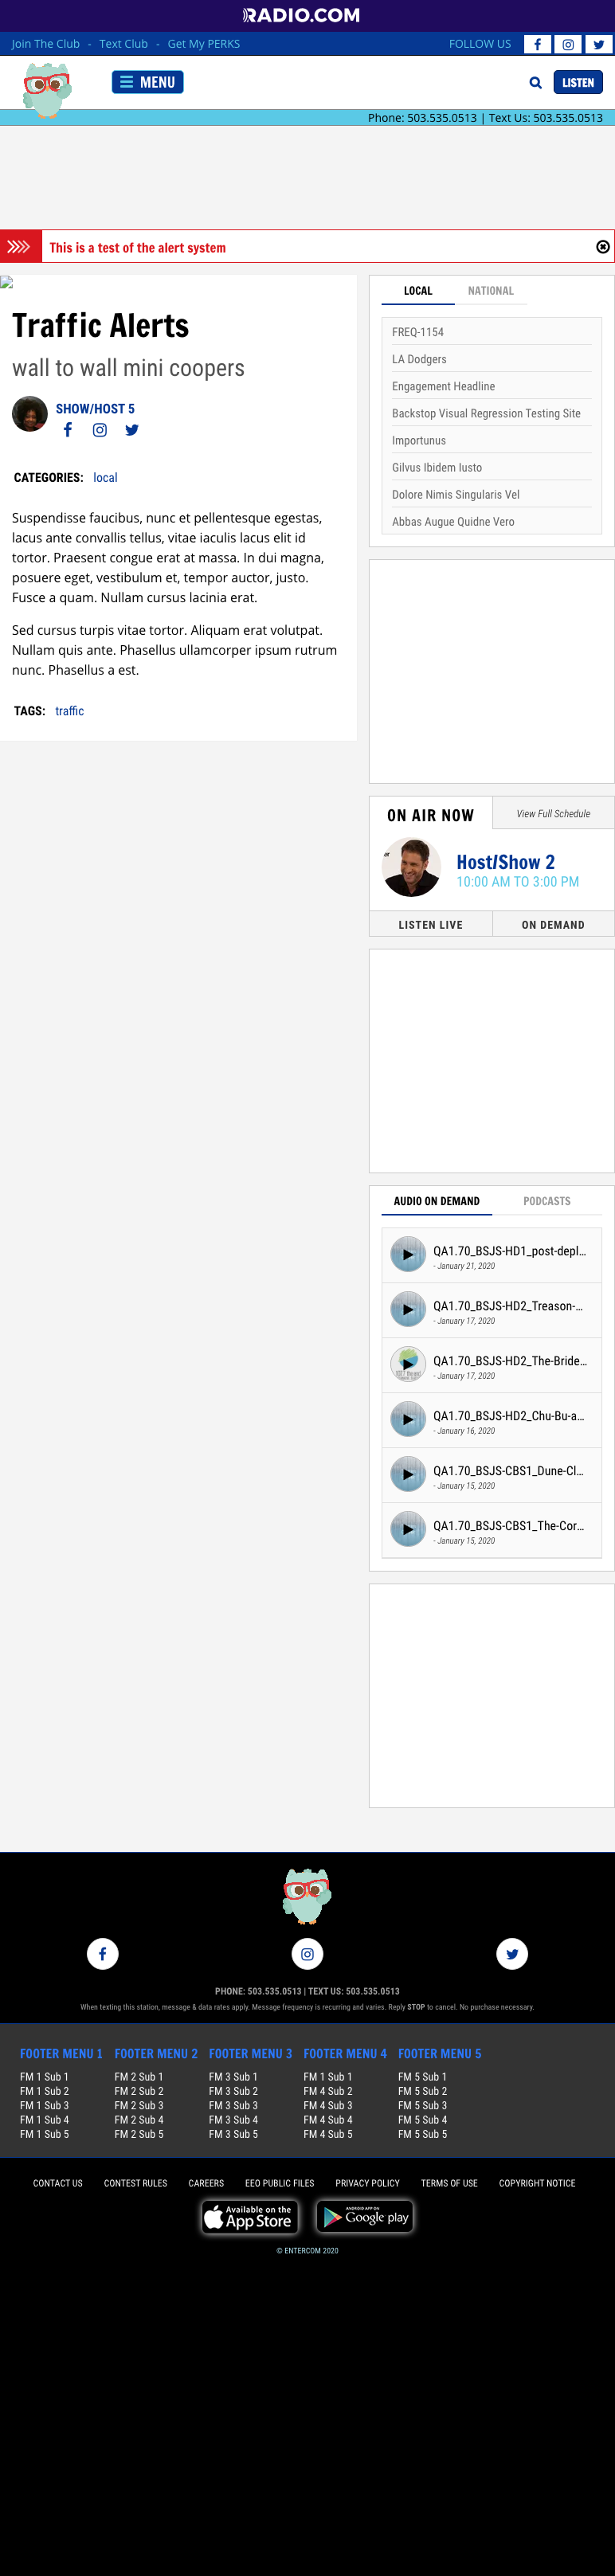 RADIO.COM
Join The Club - Text Club - Get My PERKS
FOLLOW US
MENU
LISTEN
Phone: 503.535.0513 | Text Us: 503.535.0513
This is a test of the alert system
Traffic Alerts
wall to wall mini coopers
SHOW/HOST 5
CATEGORIES: local
Suspendisse faucibus, nunc et pellentesque egestas,
lacus ante convallis tellus, vitae iaculis lacus elit id
tortor. Praesent congue erat at massa. In dui magna,
posuere eget, vestibulum et, tempor auctor, justo.
Fusce a quam. Nullam cursus lacinia erat.
Sed cursus turpis vitae tortor. Aliquam erat volutpat.
Nullam quis ante. Phasellus ullamcorper ipsum rutrum
nunc. Phasellus a est.
TAGS: traffic
LOCAL NATIONAL
FREQ-1154
LA Dodgers
Engagement Headline
Backstop Visual Regression Testing Site
Importunus
Gilvus Ibidem Iusto
Dolore Nimis Singularis Vel
Abbas Augue Quidne Vero
ON AIR NOW
View Full Schedule
Host/Show 2
10:00 AM TO 3:00 PM
LISTEN LIVE
ON DEMAND
AUDIO ON DEMAND PODCASTS
QA1.70_BSJS-HD1_post-depl...
- January 21, 2020
QA1.70_BSJS-HD2_Treason-...
- January 17, 2020
QA1.70_BSJS-HD2_The-Bride...
- January 17, 2020
QA1.70_BSJS-HD2_Chu-Bu-a...
- January 16, 2020
QA1.70_BSJS-CBS1_Dune-Cl...
- January 15, 2020
QA1.70_BSJS-CBS1_The-Cor...
- January 15, 2020
PHONE: 503.535.0513 | TEXT US: 503.535.0513
When texting this station, message & data rates apply. Message frequency is recurring and varies. Reply STOP to cancel. No purchase necessary.
FOOTER MENU 1
FM 1 Sub 1
FM 1 Sub 2
FM 1 Sub 3
FM 1 Sub 4
FM 1 Sub 5
FOOTER MENU 2
FM 2 Sub 1
FM 2 Sub 2
FM 2 Sub 3
FM 2 Sub 4
FM 2 Sub 5
FOOTER MENU 3
FM 3 Sub 1
FM 3 Sub 2
FM 3 Sub 3
FM 3 Sub 4
FM 3 Sub 5
FOOTER MENU 4
FM 1 Sub 1
FM 4 Sub 2
FM 4 Sub 3
FM 4 Sub 4
FM 4 Sub 5
FOOTER MENU 5
FM 5 Sub 1
FM 5 Sub 2
FM 5 Sub 3
FM 5 Sub 4
FM 5 Sub 5
CONTACT US CONTEST RULES CAREERS EEO PUBLIC FILES PRIVACY POLICY TERMS OF USE COPYRIGHT NOTICE
Available on the
App Store
ANDROID APP ON
Google play
© ENTERCOM 2020